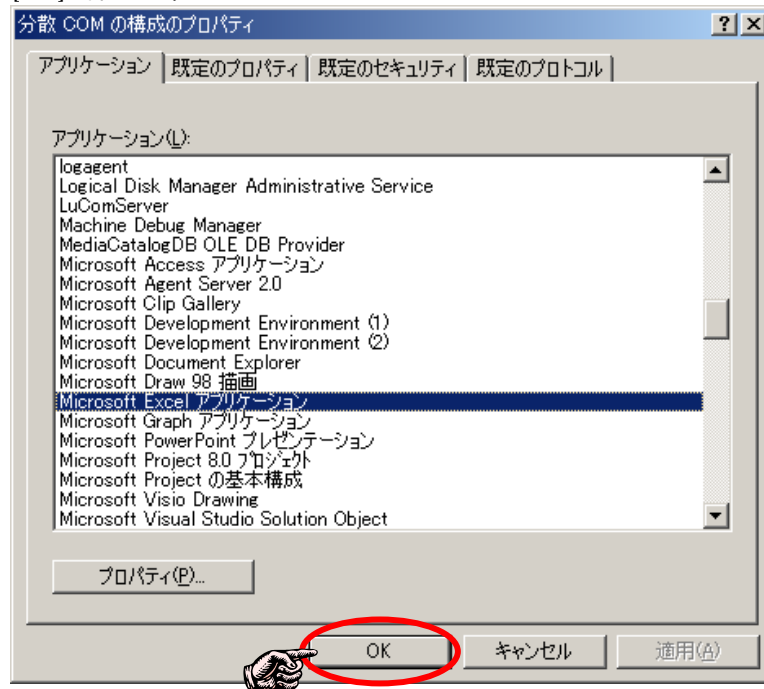 分散 COM の構成のプロパティ
アプリケーション 既定のプロパティ 既定のセキュリティ 既定のプロトコル
アプリケーション(L):
logagent
Logical Disk Manager Administrative Service
LuComServer
Machine Debug Manager
MediaCatalogDB OLE DB Provider
Microsoft Access アプリケーション
Microsoft Agent Server 2.0
Microsoft Clip Gallery
Microsoft Development Environment (1)
Microsoft Development Environment (2)
Microsoft Document Explorer
Microsoft Draw 98 描画
Microsoft Excel アプリケーション
Microsoft Graph アプリケーション
Microsoft PowerPoint プレゼンテーション
Microsoft Project 8.0 プロジェクト
Microsoft Project の基本構成
Microsoft Visio Drawing
Microsoft Visual Studio Solution Object
プロパティ(P)...
OK キャンセル 適用(A)